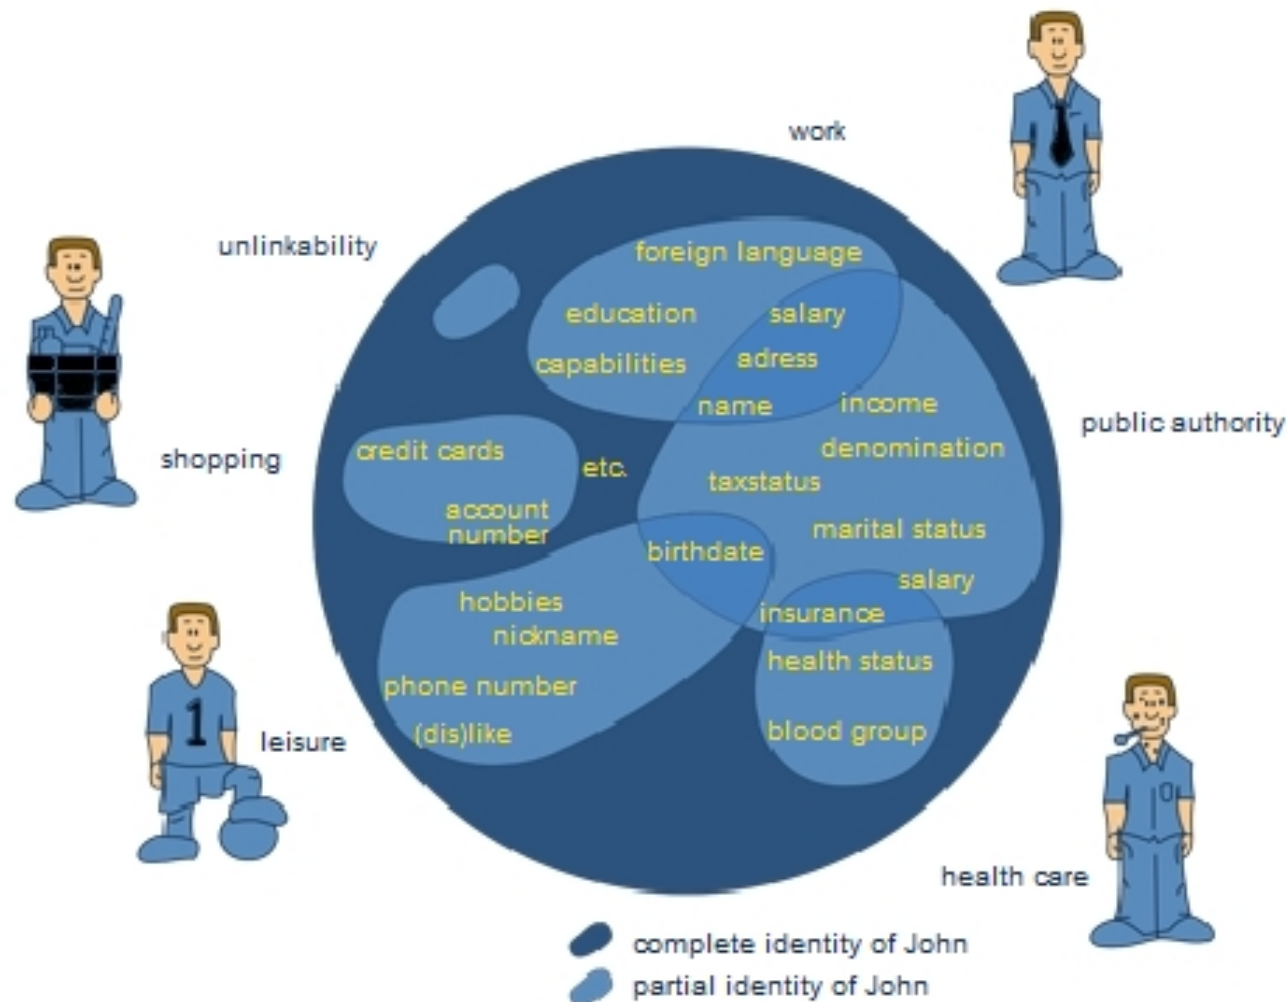 work
unlinkability
foreign language
education
salary
capabilities
adress
name
income
public authority
denomination
credit cards
shopping
etc.
taxstatus
account
number
marital status
birthdate
salary
hobbies
insurance
nickname
health status
phone number
(dis)like
blood group
1
leisure
health care
complete identity of John
partial identity of John